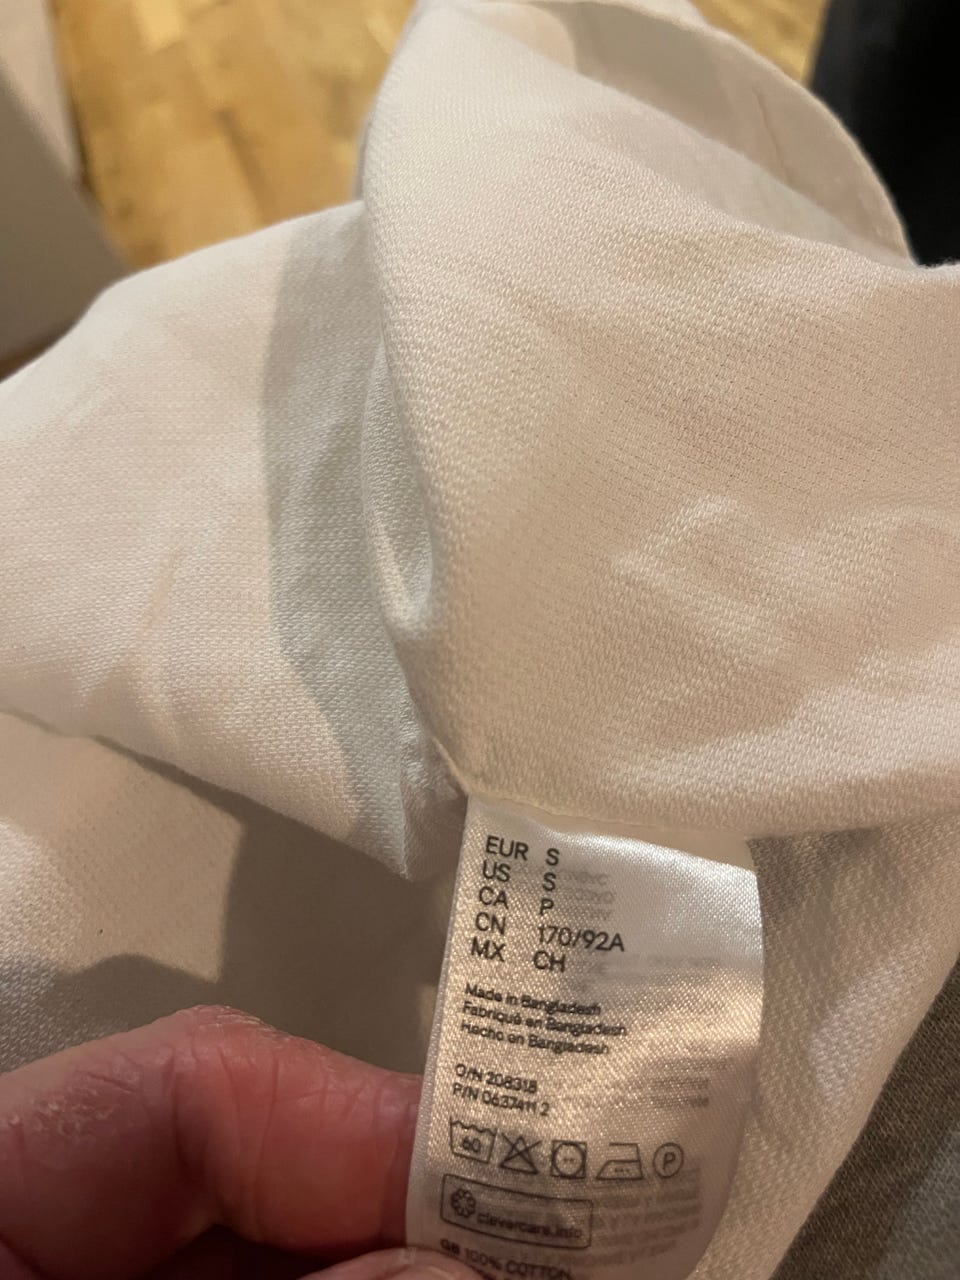 EUR S
US S
CA P
CN 170/92A
MX CH
Made in Bangladesh
Fabriqué en Bangladesh
Hecho en Bangladesh
O/N 208318
P/N 0637411 2
60
P
clevercare.info
GB 100% COTTON